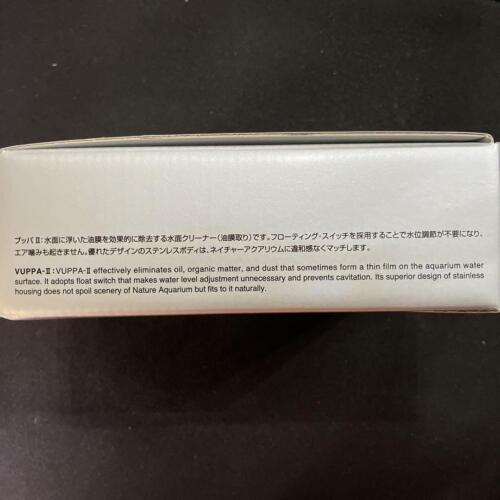 ブッパⅡ:水面に浮いた油膜を効果的に除去する水面クリーナー(油膜取り)です。フローティング・スイッチを採用することで水位調節が不要になり、
エア噛みも起きません。優れたデザインのステンレスボディは、ネイチャーアクアリウムに違和感なくマッチします。
VUPPA-Ⅱ:VUPPA-Ⅱ effectively eliminates oil, organic matter, and dust that sometimes form a thin film on the aquarium water
surface. It adopts float switch that makes water level adjustment unnecessary and prevents cavitation. Its superior design of stainless
housing does not spoil scenery of Nature Aquarium but fits to it naturally.